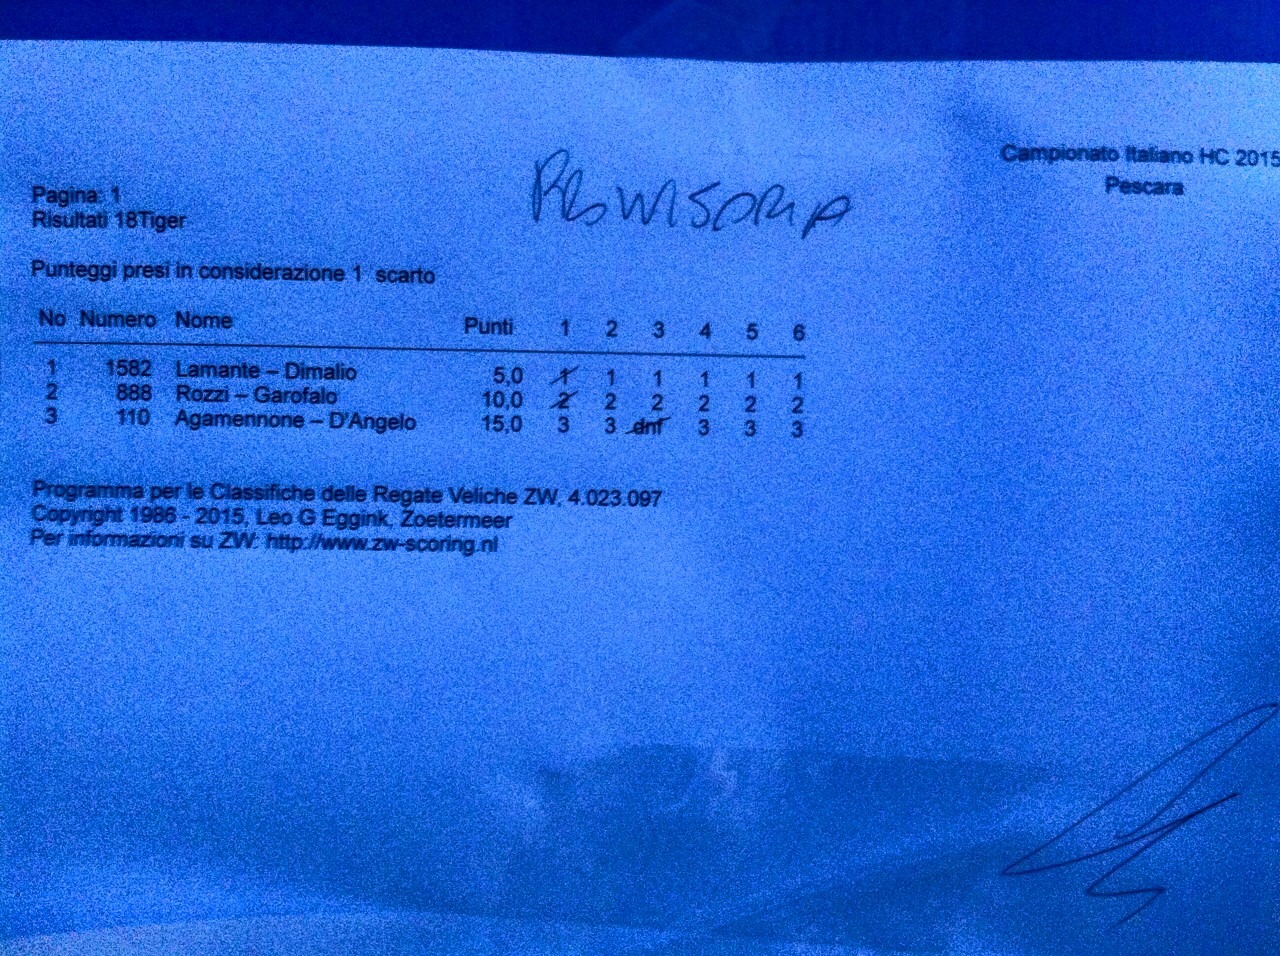 Campionato Italiano HC 2015
Pescara
Pagina: 1
Risultati 18Tiger
Punteggi presi in considerazione 1 scarto
No Numero Nome Punti 1 2 3 4 5 6
1 1582 Lamante – Dimalio 5,0 1 1 1 1 1 1
2 888 Rozzi – Garofalo 10,0 2 2 2 2 2 2
3 110 Agamennone – D'Angelo 15,0 3 3 dnf 3 3 3
Programma per le Classifiche delle Regate Veliche ZW, 4.023.097
Copyright 1986 - 2015, Leo G Eggink, Zoetermeer
Per informazioni su ZW: http://www.zw-scoring.nl